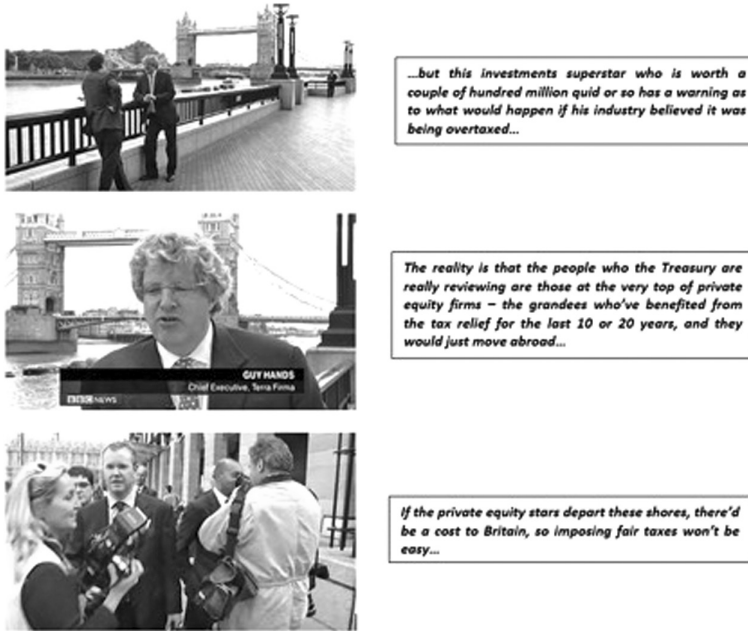 ...but this investments superstar who is worth a
couple of hundred million quid or so has a warning as
to what would happen if his industry believed it was
being overtaxed...
The reality is that the people who the Treasury are
really reviewing are those at the very top of private
equity firms – the grandees who've benefited from
the tax relief for the last 10 or 20 years, and they
would just move abroad...
GUY HANDS
Chief Executive, Terra Firma
BBC NEWS
If the private equity stars depart these shores, there'd
be a cost to Britain, so imposing fair taxes won't be
easy...